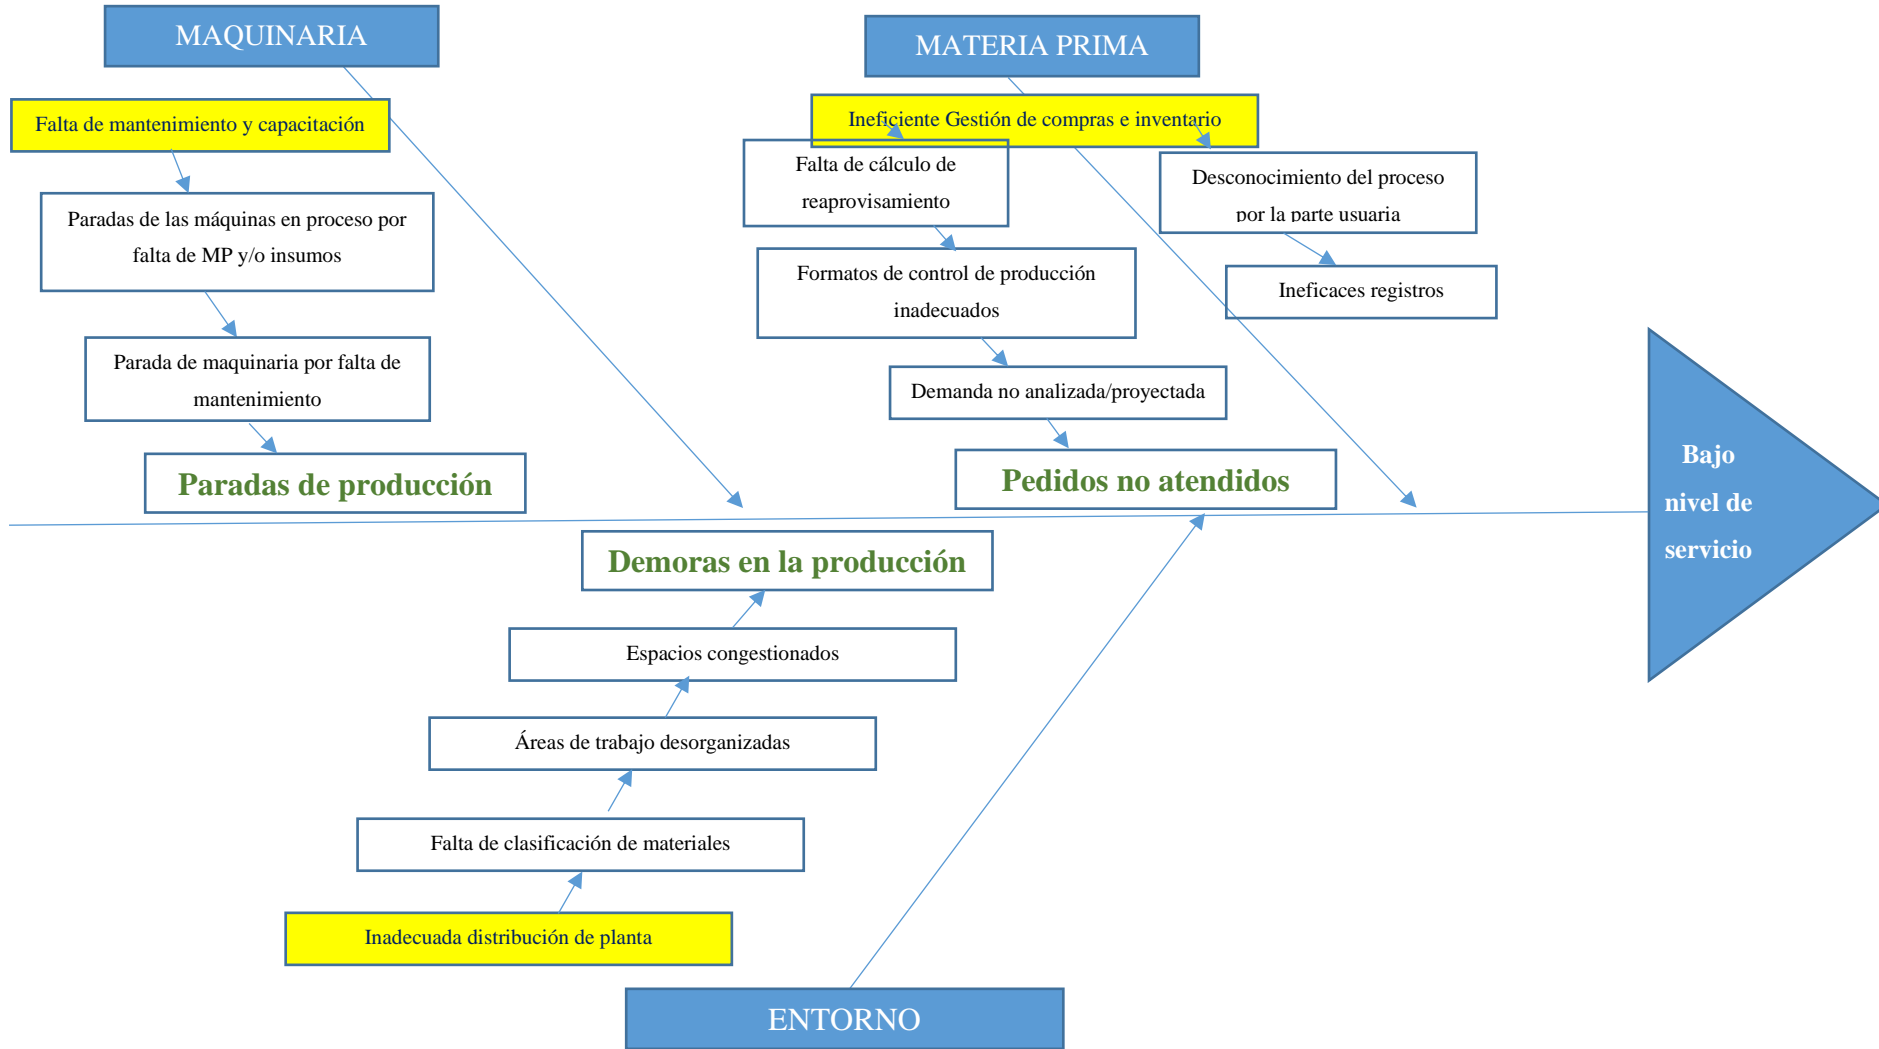 MAQUINARIA
Falta de mantenimiento y capacitación
Paradas de las máquinas en proceso por
falta de MP y/o insumos
Parada de maquinaria por falta de
mantenimiento
Paradas de producción
MATERIA PRIMA
Ineficiente Gestión de compras e inventario
Falta de cálculo de
reaprovisamiento
Formatos de control de producción
inadecuados
Demanda no analizada/proyectada
Pedidos no atendidos
Desconocimiento del proceso
por la parte usuaria
Ineficaces registros
Bajo
nivel de
servicio
Demoras en la producción
Espacios congestionados
Áreas de trabajo desorganizadas
Falta de clasificación de materiales
Inadecuada distribución de planta
ENTORNO